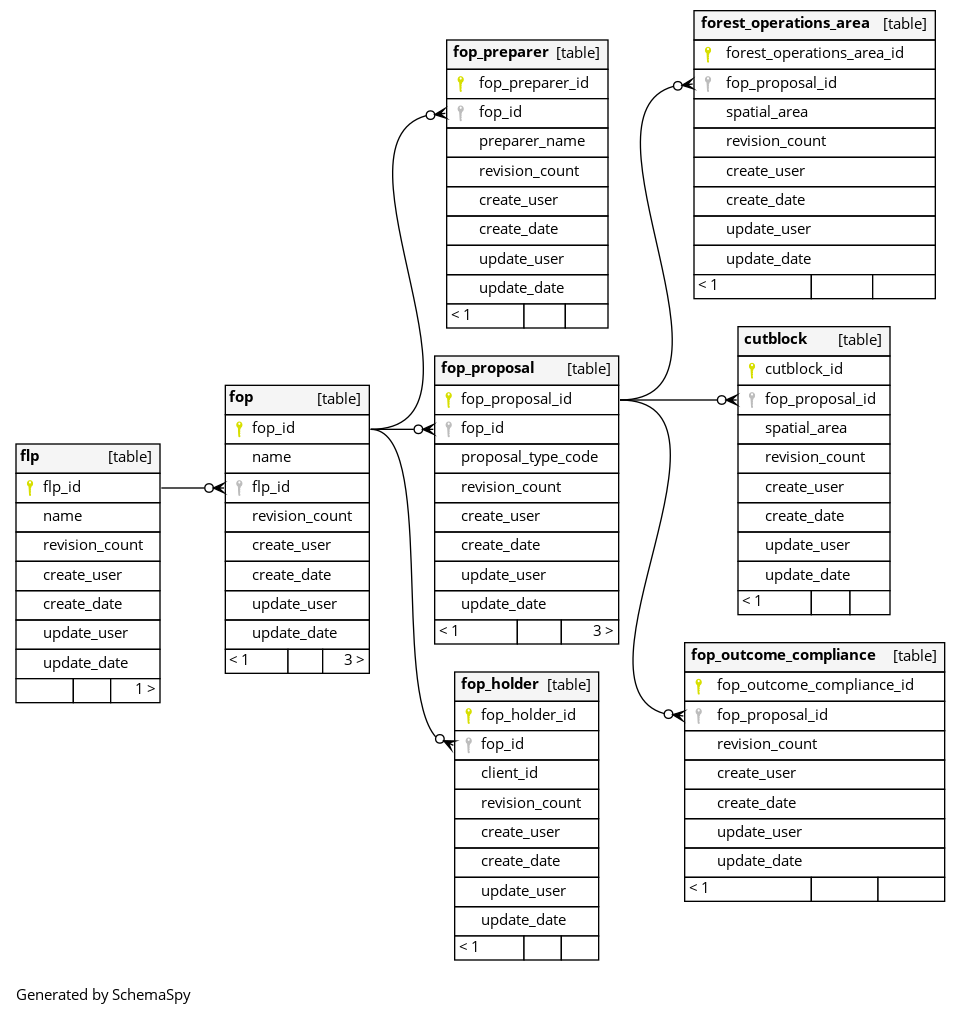 flp [table]
flp_id
name
revision_count
create_user
create_date
update_user
update_date
1 >
fop [table]
fop_id
name
flp_id
revision_count
create_user
create_date
update_user
update_date
< 1 3 >
fop_preparer [table]
fop_preparer_id
fop_id
preparer_name
revision_count
create_user
create_date
update_user
update_date
< 1
fop_proposal [table]
fop_proposal_id
fop_id
proposal_type_code
revision_count
create_user
create_date
update_user
update_date
< 1 3 >
fop_holder [table]
fop_holder_id
fop_id
client_id
revision_count
create_user
create_date
update_user
update_date
< 1
forest_operations_area [table]
forest_operations_area_id
fop_proposal_id
spatial_area
revision_count
create_user
create_date
update_user
update_date
< 1
cutblock [table]
cutblock_id
fop_proposal_id
spatial_area
revision_count
create_user
create_date
update_user
update_date
< 1
fop_outcome_compliance [table]
fop_outcome_compliance_id
fop_proposal_id
revision_count
create_user
create_date
update_user
update_date
< 1
Generated by SchemaSpy